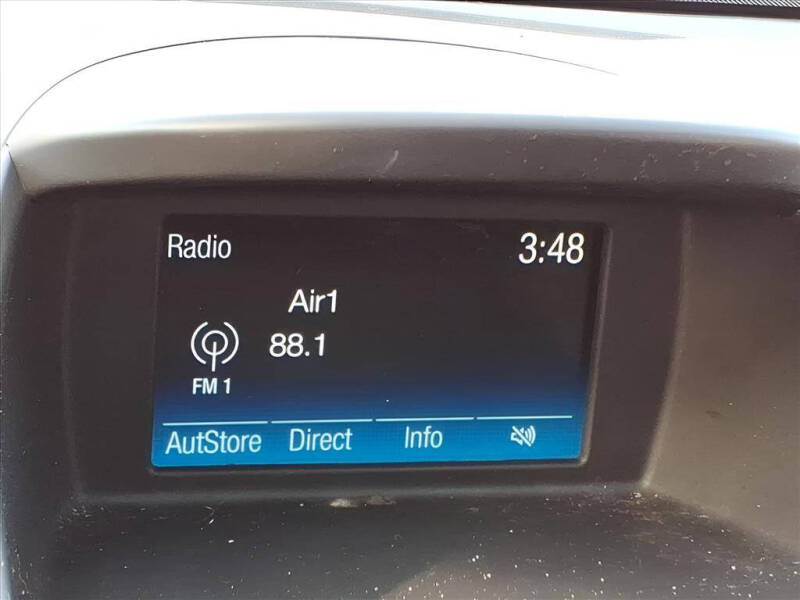 Radio 3:48
Air1
88.1
FM 1
AutStore Direct Info